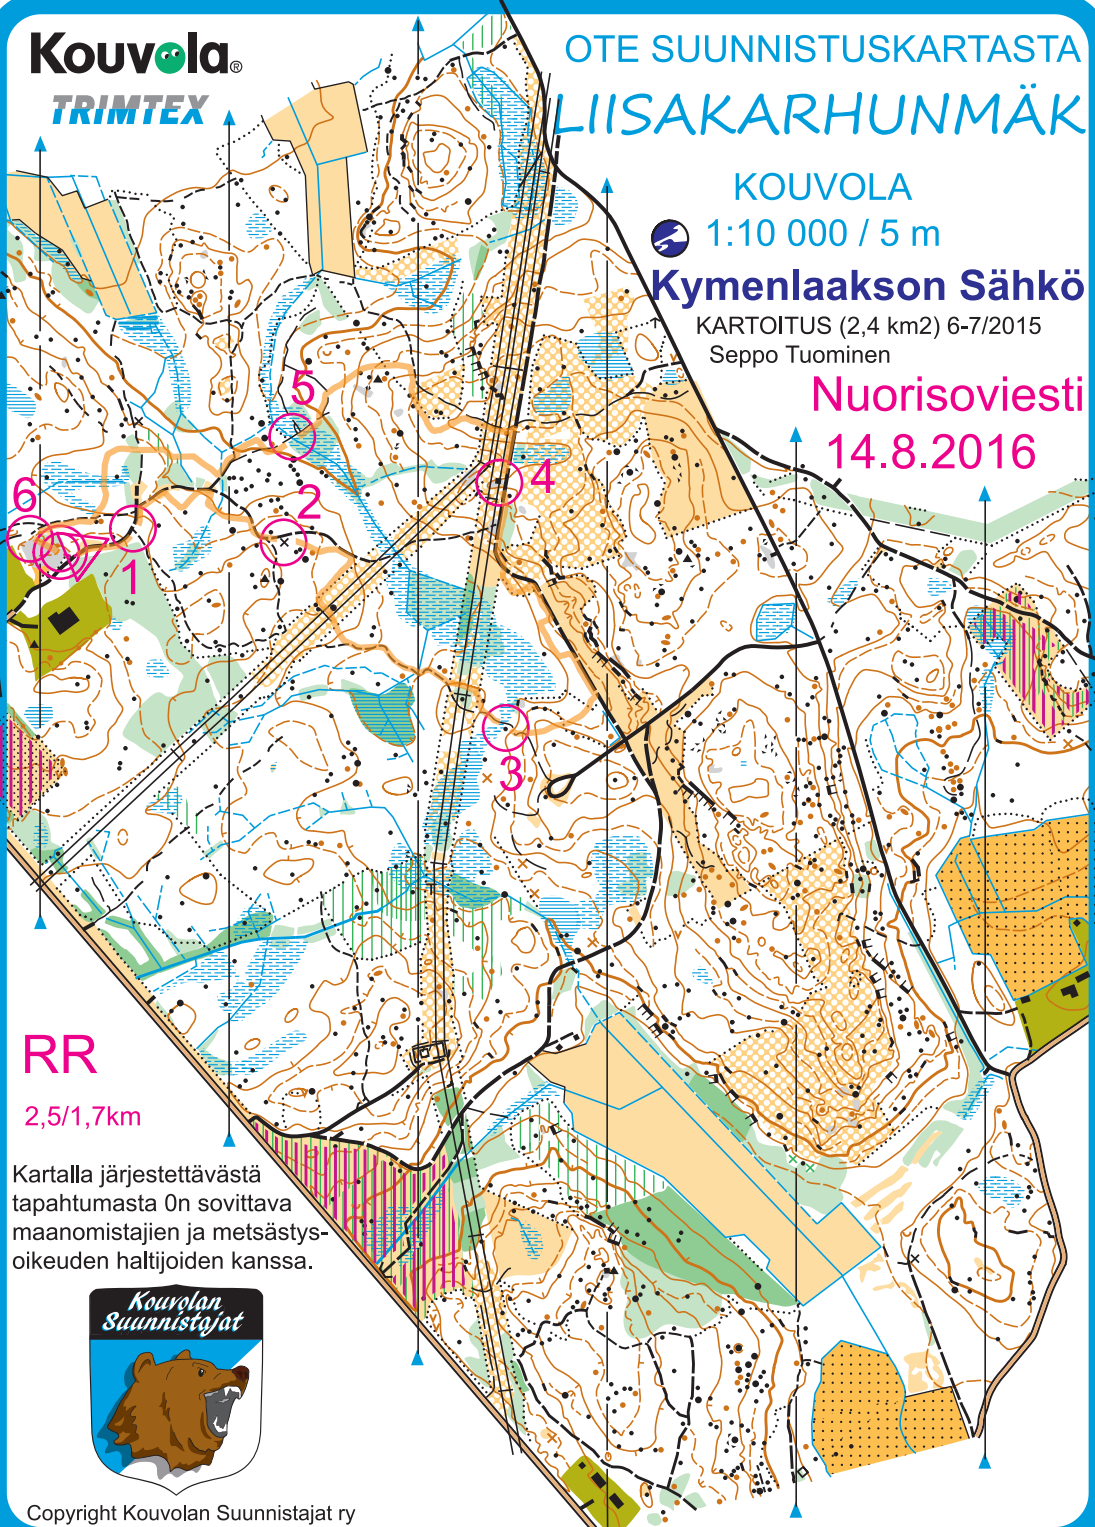 Kouvola®
TRIMTEX
OTE SUUNNISTUSKARTASTA
LIISAKARHUNMÄK
KOUVOLA
1:10 000 / 5 m
Kymenlaakson Sähkö
KARTOITUS (2,4 km2) 6-7/2015
Seppo Tuominen
Nuorisoviesti
14.8.2016
5
4
6
2
1
3
RR
2,5/1,7km
Kartalla järjestettävästä
tapahtumasta 0n sovittava
maanomistajien ja metsästys-
oikeuden haltijoiden kanssa.
Kouvolan
Suunnistajat
Copyright Kouvolan Suunnistajat ry